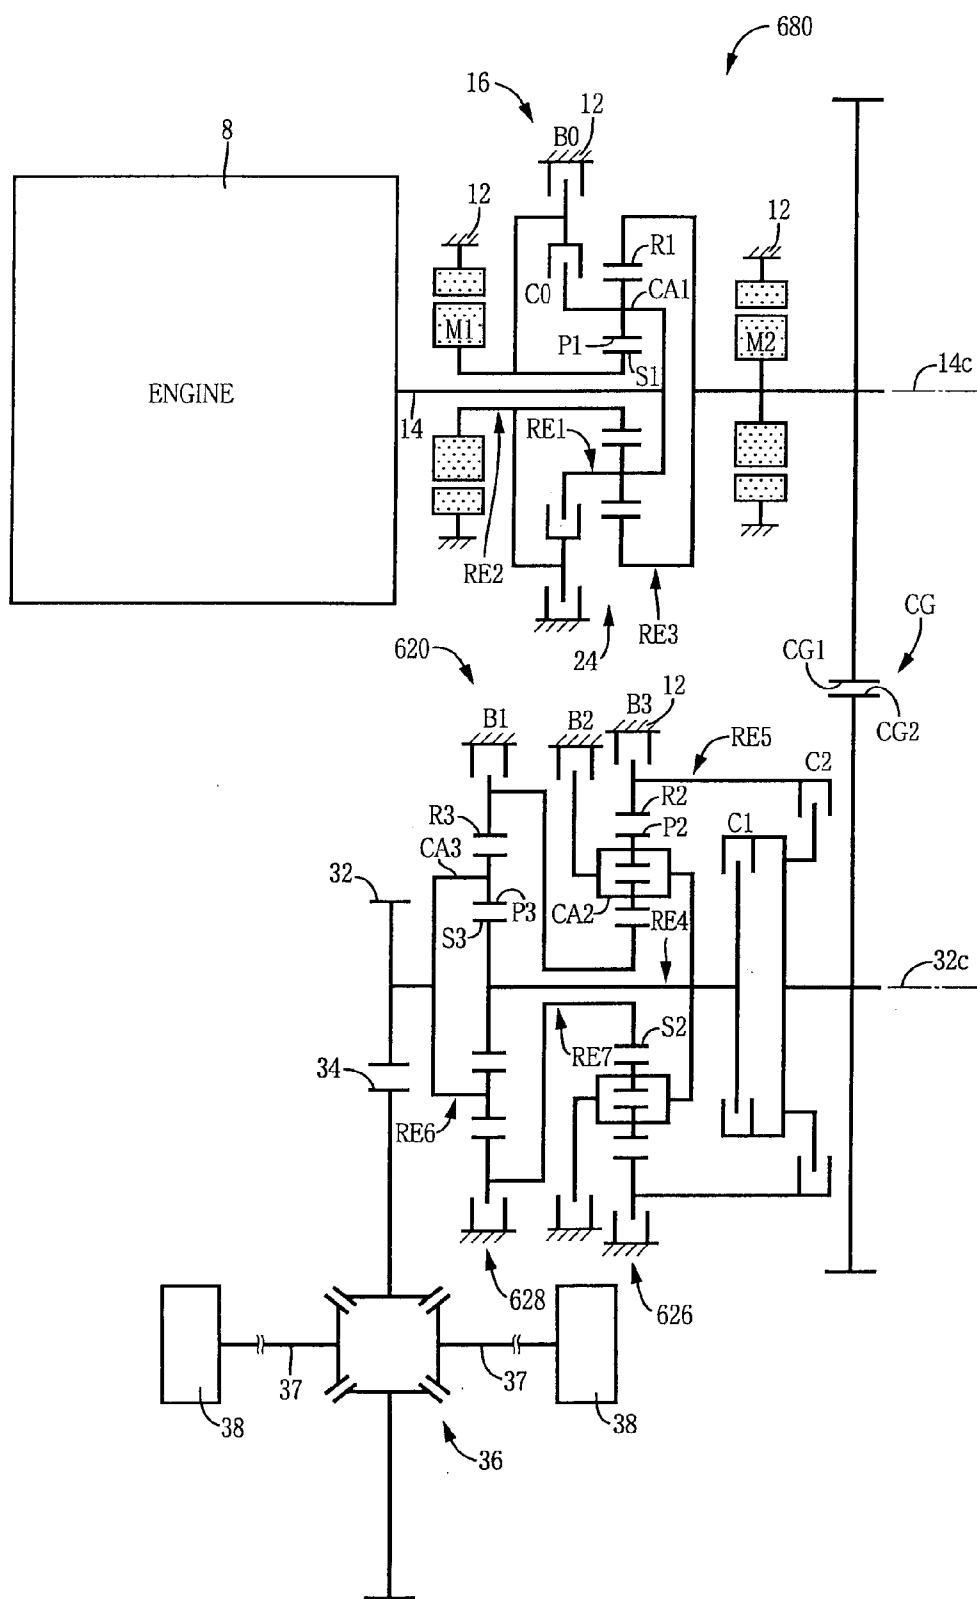 680
16
12
B0
8
12
12
R1
C0
CA1
M1
P1
M2
S1
ENGINE
14c
14
RE1
RE2
RE3
24
CG
620
CG1
CG2
B1
B2
B3
12
RE5
C2
R3
R2
P2
C1
CA3
32
P3
CA2
S3
RE4
32c
S2
34
RE7
RE6
628
626
37
37
38
38
36